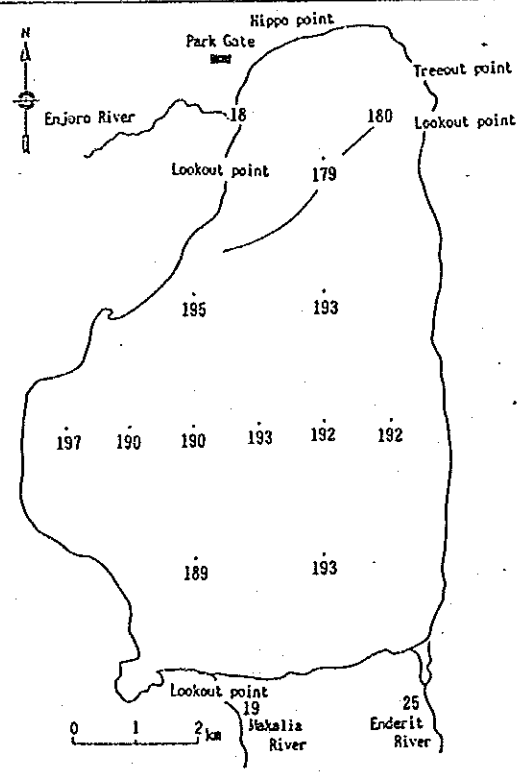 Hippo point
N
Park Gate
Treeout point
Enjoro River
18
180
Lookout point
Lookout point
179
195
193
197
190
190
193
192
192
189
193
Lookout point
19
25
0 1 2 km
Makalia
River
Enderit
River